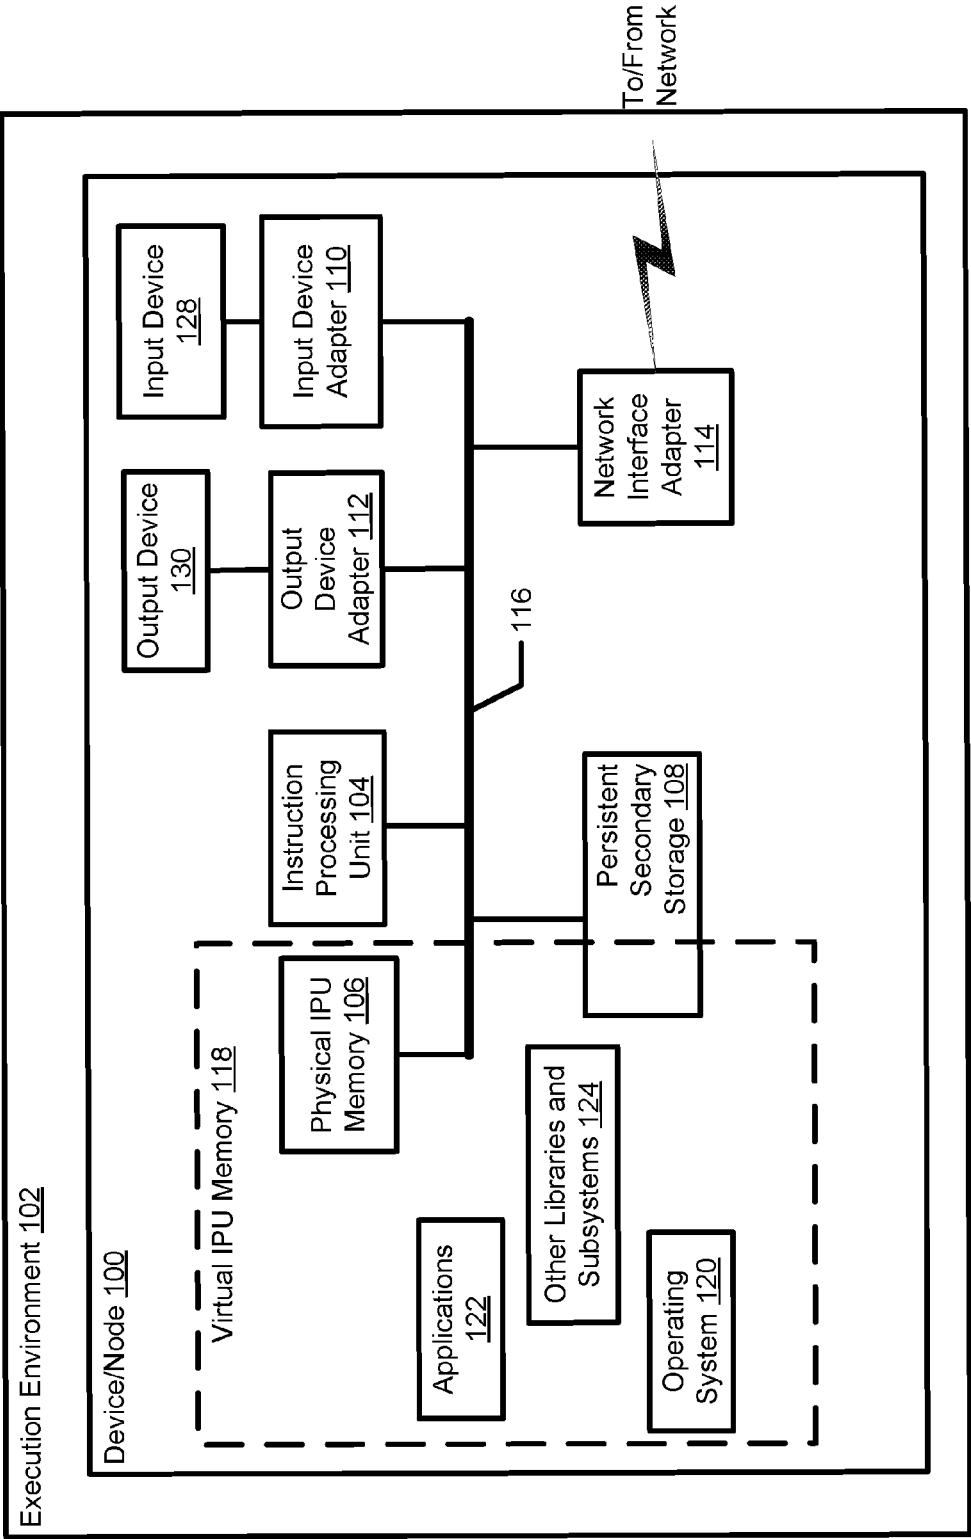 Execution Environment 102
Device/Node 100
Virtual IPU Memory 118
Physical IPU
Memory 106
Instruction
Processing
Unit 104
Output Device
130
Output
Device
Adapter 112
Input Device
128
Input Device
Adapter 110
Applications
122
Other Libraries and
Subsystems 124
Operating
System 120
Persistent
Secondary
Storage 108
116
Network
Interface
Adapter
114
To/From
Network